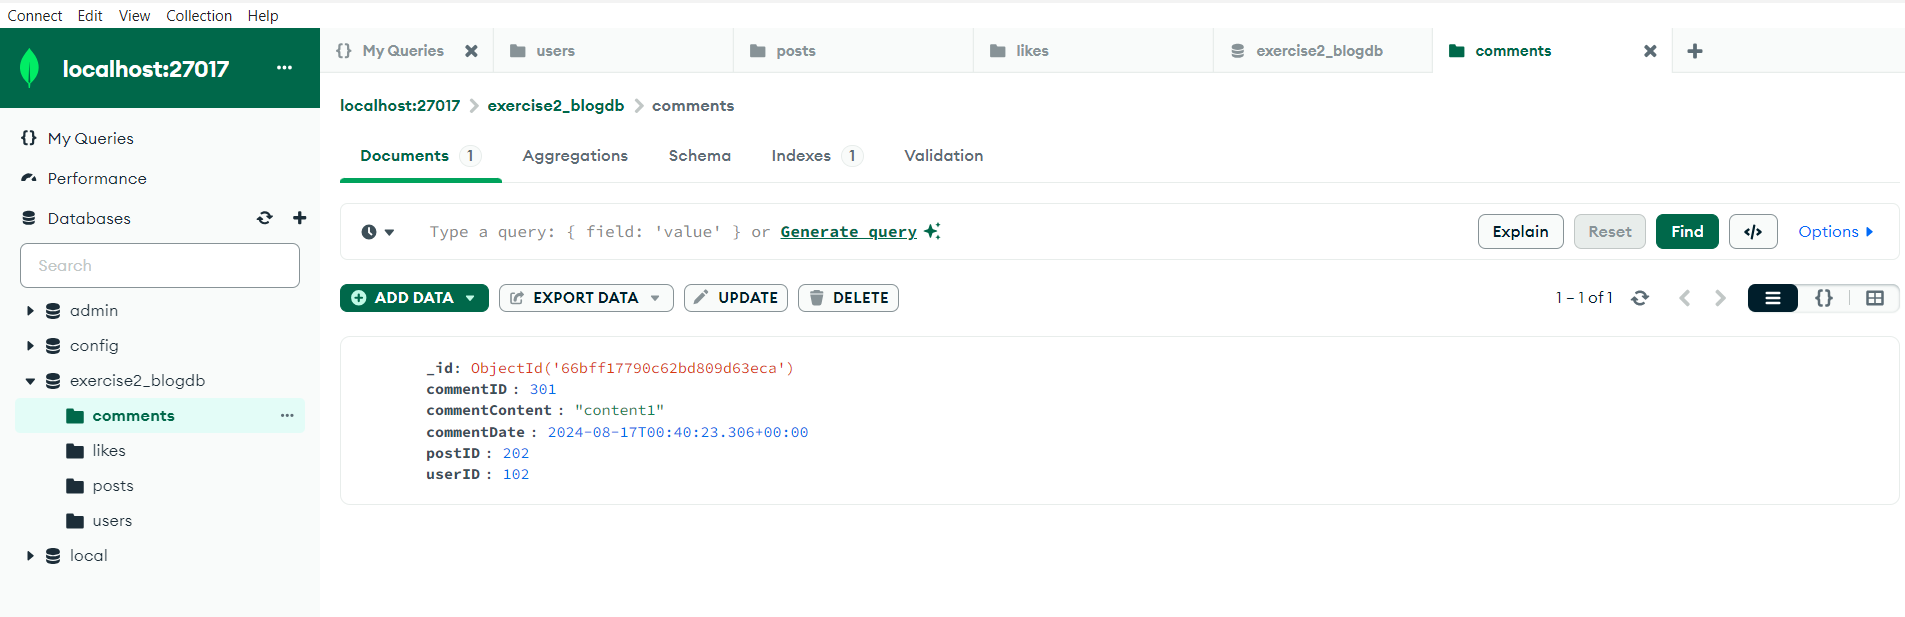 Connect Edit View Collection Help
localhost:27017 ...
My Queries
Performance
Databases
Search
admin
config
exercise2_blogdb
comments ...
likes
posts
users
local
{} My Queries users posts likes exercise2_blogdb comments
localhost:27017 > exercise2_blogdb > comments
Documents 1 Aggregations Schema Indexes 1 Validation
Type a query: { field: 'value' } or Generate query Explain Reset Find </> Options
ADD DATA EXPORT DATA UPDATE DELETE 1 – 1 of 1 {}
_id: ObjectId('66bff17790c62bd809d63eca')
commentID : 301
commentContent : "content1"
commentDate : 2024-08-17T00:40:23.306+00:00
postID : 202
userID : 102